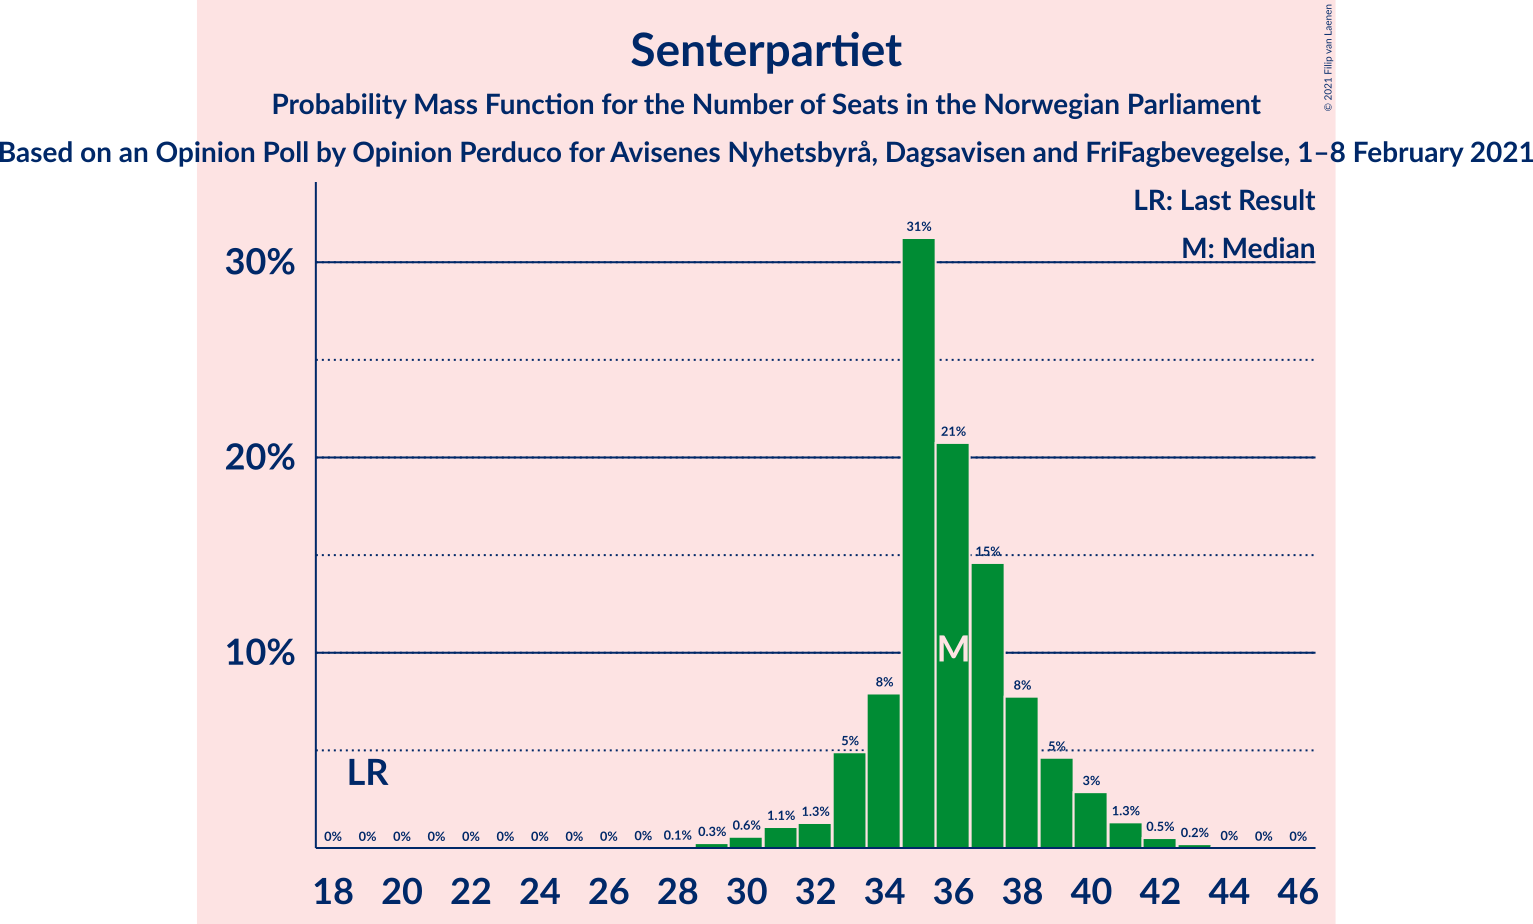 Senterpartiet
Probability Mass Function for the Number of Seats in the Norwegian Parliament
Based on an Opinion Poll by Opinion Perduco for Avisenes Nyhetsbyrå, Dagsavisen and FriFagbevegelse, 1–8 February 2021
© 2021 Filip van Laenen
LR: Last Result
M: Median
30%
20%
10%
31%
21%
15%
M
8%
8%
5%
5%
LR
3%
0% 0% 0% 0% 0% 0% 0% 0% 0% 0% 0.1% 0.3% 0.6% 1.1% 1.3% 1.3% 0.5% 0.2% 0% 0% 0%
18 20 22 24 26 28 30 32 34 36 38 40 42 44 46